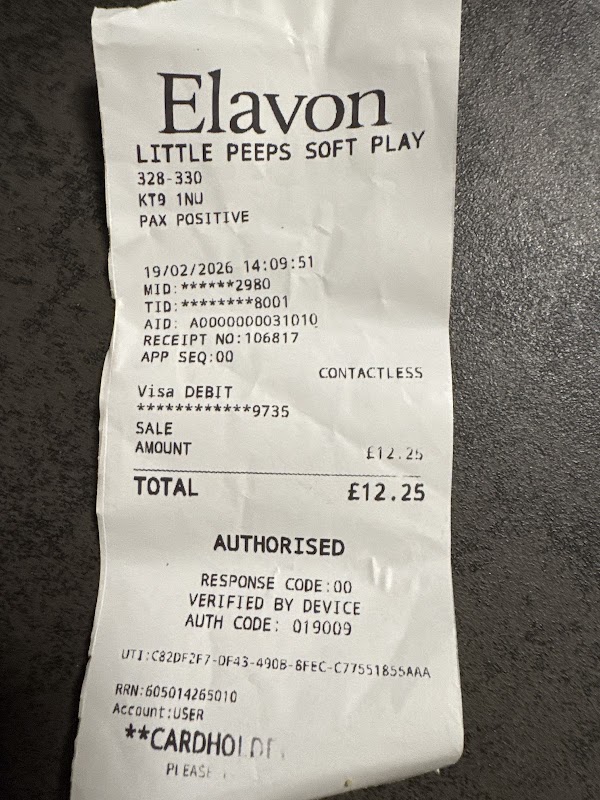 Elavon
LITTLE PEEPS SOFT PLAY
328-330
KT9 1NU
PAX POSITIVE
19/02/2026 14:09:51
MID:******2980
TID:********8001
AID: A0000000031010
RECEIPT NO:106817
APP SEQ:00
CONTACTLESS
Visa DEBIT
************9735
SALE
AMOUNT £12.25
TOTAL £12.25
AUTHORISED
RESPONSE CODE:00
VERIFIED BY DEVICE
AUTH CODE: 019009
UTI:C82DF2F7-DF43-490B-8FEC-C77551855AAA
RRN:605014265010
Account:USER
**CARDHOLDE
PLEASE